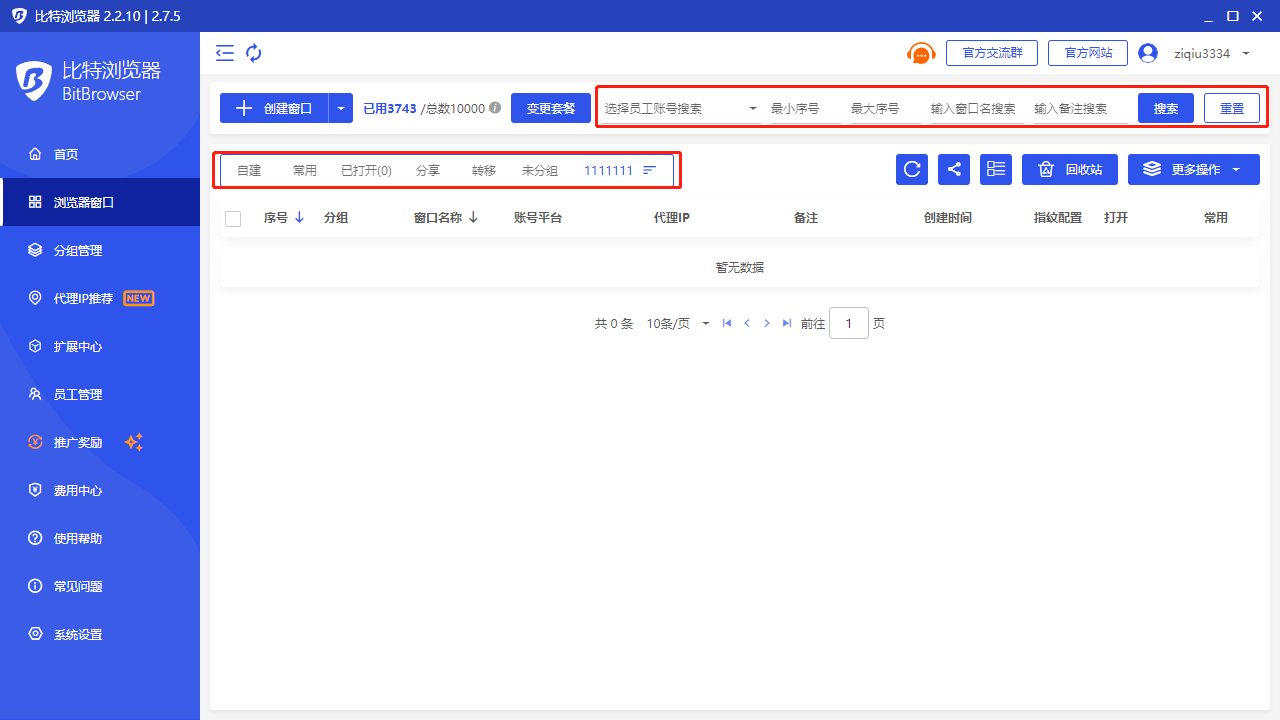 比特浏览器 2.2.10 | 2.7.5
比特浏览器
BitBrowser
首页
浏览器窗口
分组管理
代理IP推荐 NEW
扩展中心
员工管理
推广奖励
费用中心
使用帮助
常见问题
系统设置
官方交流群 官方网站 ziqiu3334
创建窗口 已用3743 /总数10000 变更套餐 选择员工账号搜索 最小序号 最大序号 输入窗口名搜索 输入备注搜索 搜索 重置
自建 常用 已打开(0) 分享 转移 未分组 1111111 回收站 更多操作
序号 分组 窗口名称 账号平台 代理IP 备注 创建时间 指纹配置 打开 常用
暂无数据
共 0 条 10条/页 前往 1 页